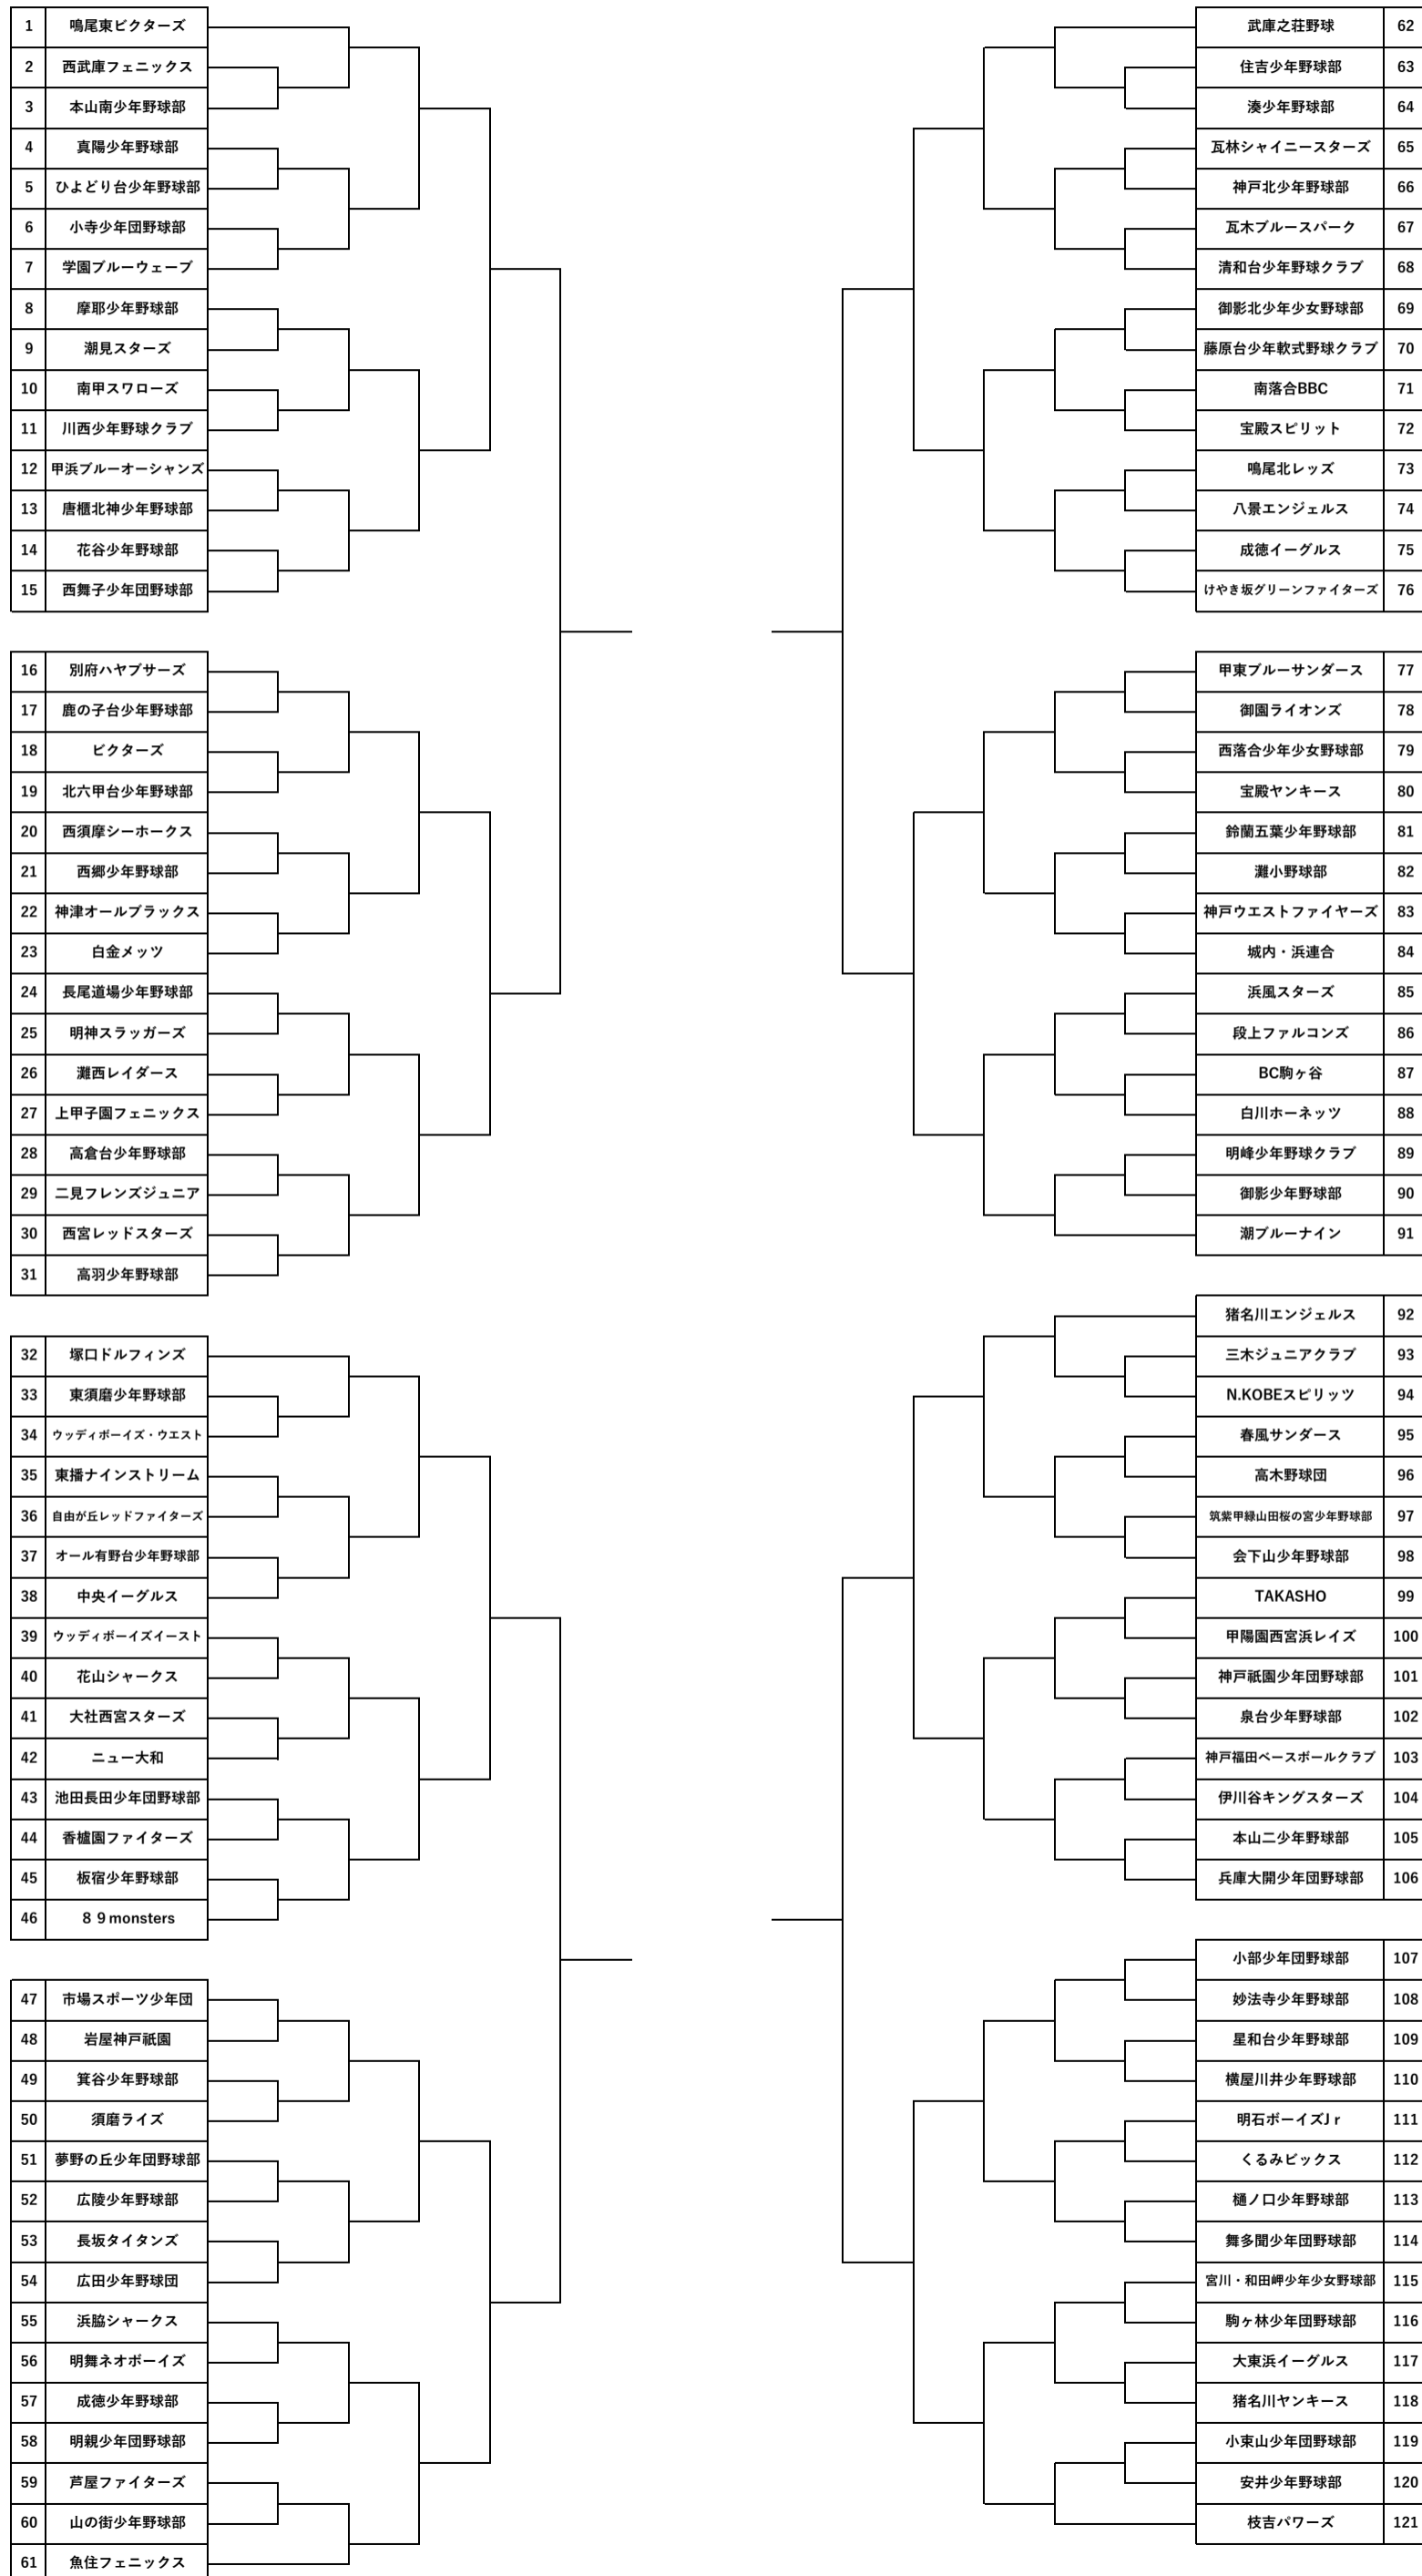 1 鳴尾東ビクターズ
2 西武庫フェニックス
3 本山南少年野球部
4 真陽少年野球部
5 ひよどり台少年野球部
6 小寺少年団野球部
7 学園ブルーウェーブ
8 摩耶少年野球部
9 潮見スターズ
10 南甲スワローズ
11 川西少年野球クラブ
12 甲浜ブルーオーシャンズ
13 唐櫃北神少年野球部
14 花谷少年野球部
15 西舞子少年団野球部
16 別府ハヤブサーズ
17 鹿の子台少年野球部
18 ビクターズ
19 北六甲台少年野球部
20 西須摩シーホークス
21 西郷少年野球部
22 神津オールブラックス
23 白金メッツ
24 長尾道場少年野球部
25 明神スラッガーズ
26 灘西レイダース
27 上甲子園フェニックス
28 高倉台少年野球部
29 二見フレンズジュニア
30 西宮レッドスターズ
31 高羽少年野球部
32 塚口ドルフィンズ
33 東須磨少年野球部
34 ウッディボーイズ・ウエスト
35 東播ナインストリーム
36 自由が丘レッドファイターズ
37 オール有野台少年野球部
38 中央イーグルス
39 ウッディボーイズイースト
40 花山シャークス
41 大社西宮スターズ
42 ニュー大和
43 池田長田少年団野球部
44 香櫨園ファイターズ
45 板宿少年野球部
46 ８９monsters
47 市場スポーツ少年団
48 岩屋神戸祇園
49 箕谷少年野球部
50 須磨ライズ
51 夢野の丘少年団野球部
52 広陵少年野球部
53 長坂タイタンズ
54 広田少年野球団
55 浜脇シャークス
56 明舞ネオボーイズ
57 成徳少年野球部
58 明親少年団野球部
59 芦屋ファイターズ
60 山の街少年野球部
61 魚住フェニックス
武庫之荘野球 62
住吉少年野球部 63
湊少年野球部 64
瓦林シャイニースターズ 65
神戸北少年野球部 66
瓦木ブルースパーク 67
清和台少年野球クラブ 68
御影北少年少女野球部 69
藤原台少年軟式野球クラブ 70
南落合BBC 71
宝殿スピリット 72
鳴尾北レッズ 73
八景エンジェルス 74
成徳イーグルス 75
けやき坂グリーンファイターズ 76
甲東ブルーサンダース 77
御園ライオンズ 78
西落合少年少女野球部 79
宝殿ヤンキース 80
鈴蘭五葉少年野球部 81
灘小野球部 82
神戸ウエストファイヤーズ 83
城内・浜連合 84
浜風スターズ 85
段上ファルコンズ 86
BC駒ヶ谷 87
白川ホーネッツ 88
明峰少年野球クラブ 89
御影少年野球部 90
潮ブルーナイン 91
猪名川エンジェルス 92
三木ジュニアクラブ 93
N.KOBEスピリッツ 94
春風サンダース 95
高木野球団 96
筑紫甲緑山田桜の宮少年野球部 97
会下山少年野球部 98
TAKASHO 99
甲陽園西宮浜レイズ 100
神戸祇園少年団野球部 101
泉台少年野球部 102
神戸福田ベースボールクラブ 103
伊川谷キングスターズ 104
本山二少年野球部 105
兵庫大開少年団野球部 106
小部少年団野球部 107
妙法寺少年野球部 108
星和台少年野球部 109
横屋川井少年野球部 110
明石ボーイズJｒ 111
くるみビックス 112
樋ノ口少年野球部 113
舞多聞少年団野球部 114
宮川・和田岬少年少女野球部 115
駒ヶ林少年団野球部 116
大東浜イーグルス 117
猪名川ヤンキース 118
小束山少年団野球部 119
安井少年野球部 120
枝吉パワーズ 121